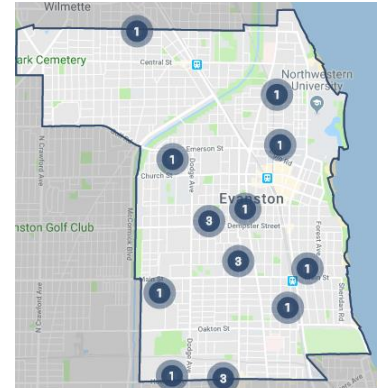 Wilmette
1
ark Cemetery
Central St
Northwestern
University
1
N Crawford Ave
1
Emerson St
1
Church St
Dodge Ave
Evanston
1
nston Golf Club
McCormick Blvd
3
Dempster Street
Forest Ave
3
1
Main St
1
Sheridan Rd
N Crawford Ave
1
Oakton St
Dodge Ave
1
3